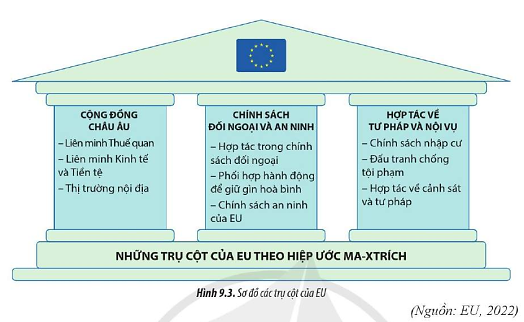 CỘNG ĐỒNG
CHÂU ÂU
– Liên minh Thuế quan
– Liên minh Kinh tế
và Tiền tệ
– Thị trường nội địa
CHÍNH SÁCH
ĐỐI NGOẠI VÀ AN NINH
– Hợp tác trong chính
sách đối ngoại
– Phối hợp hành động
để giữ gìn hoà bình
– Chính sách an ninh
của EU
HỢP TÁC VỀ
TƯ PHÁP VÀ NỘI VỤ
– Chính sách nhập cư
– Đấu tranh chống
tội phạm
– Hợp tác về cảnh sát
và tư pháp
NHỮNG TRỤ CỘT CỦA EU THEO HIỆP ƯỚC MA-XTRÍCH
Hình 9.3. Sơ đồ các trụ cột của EU
(Nguồn: EU, 2022)